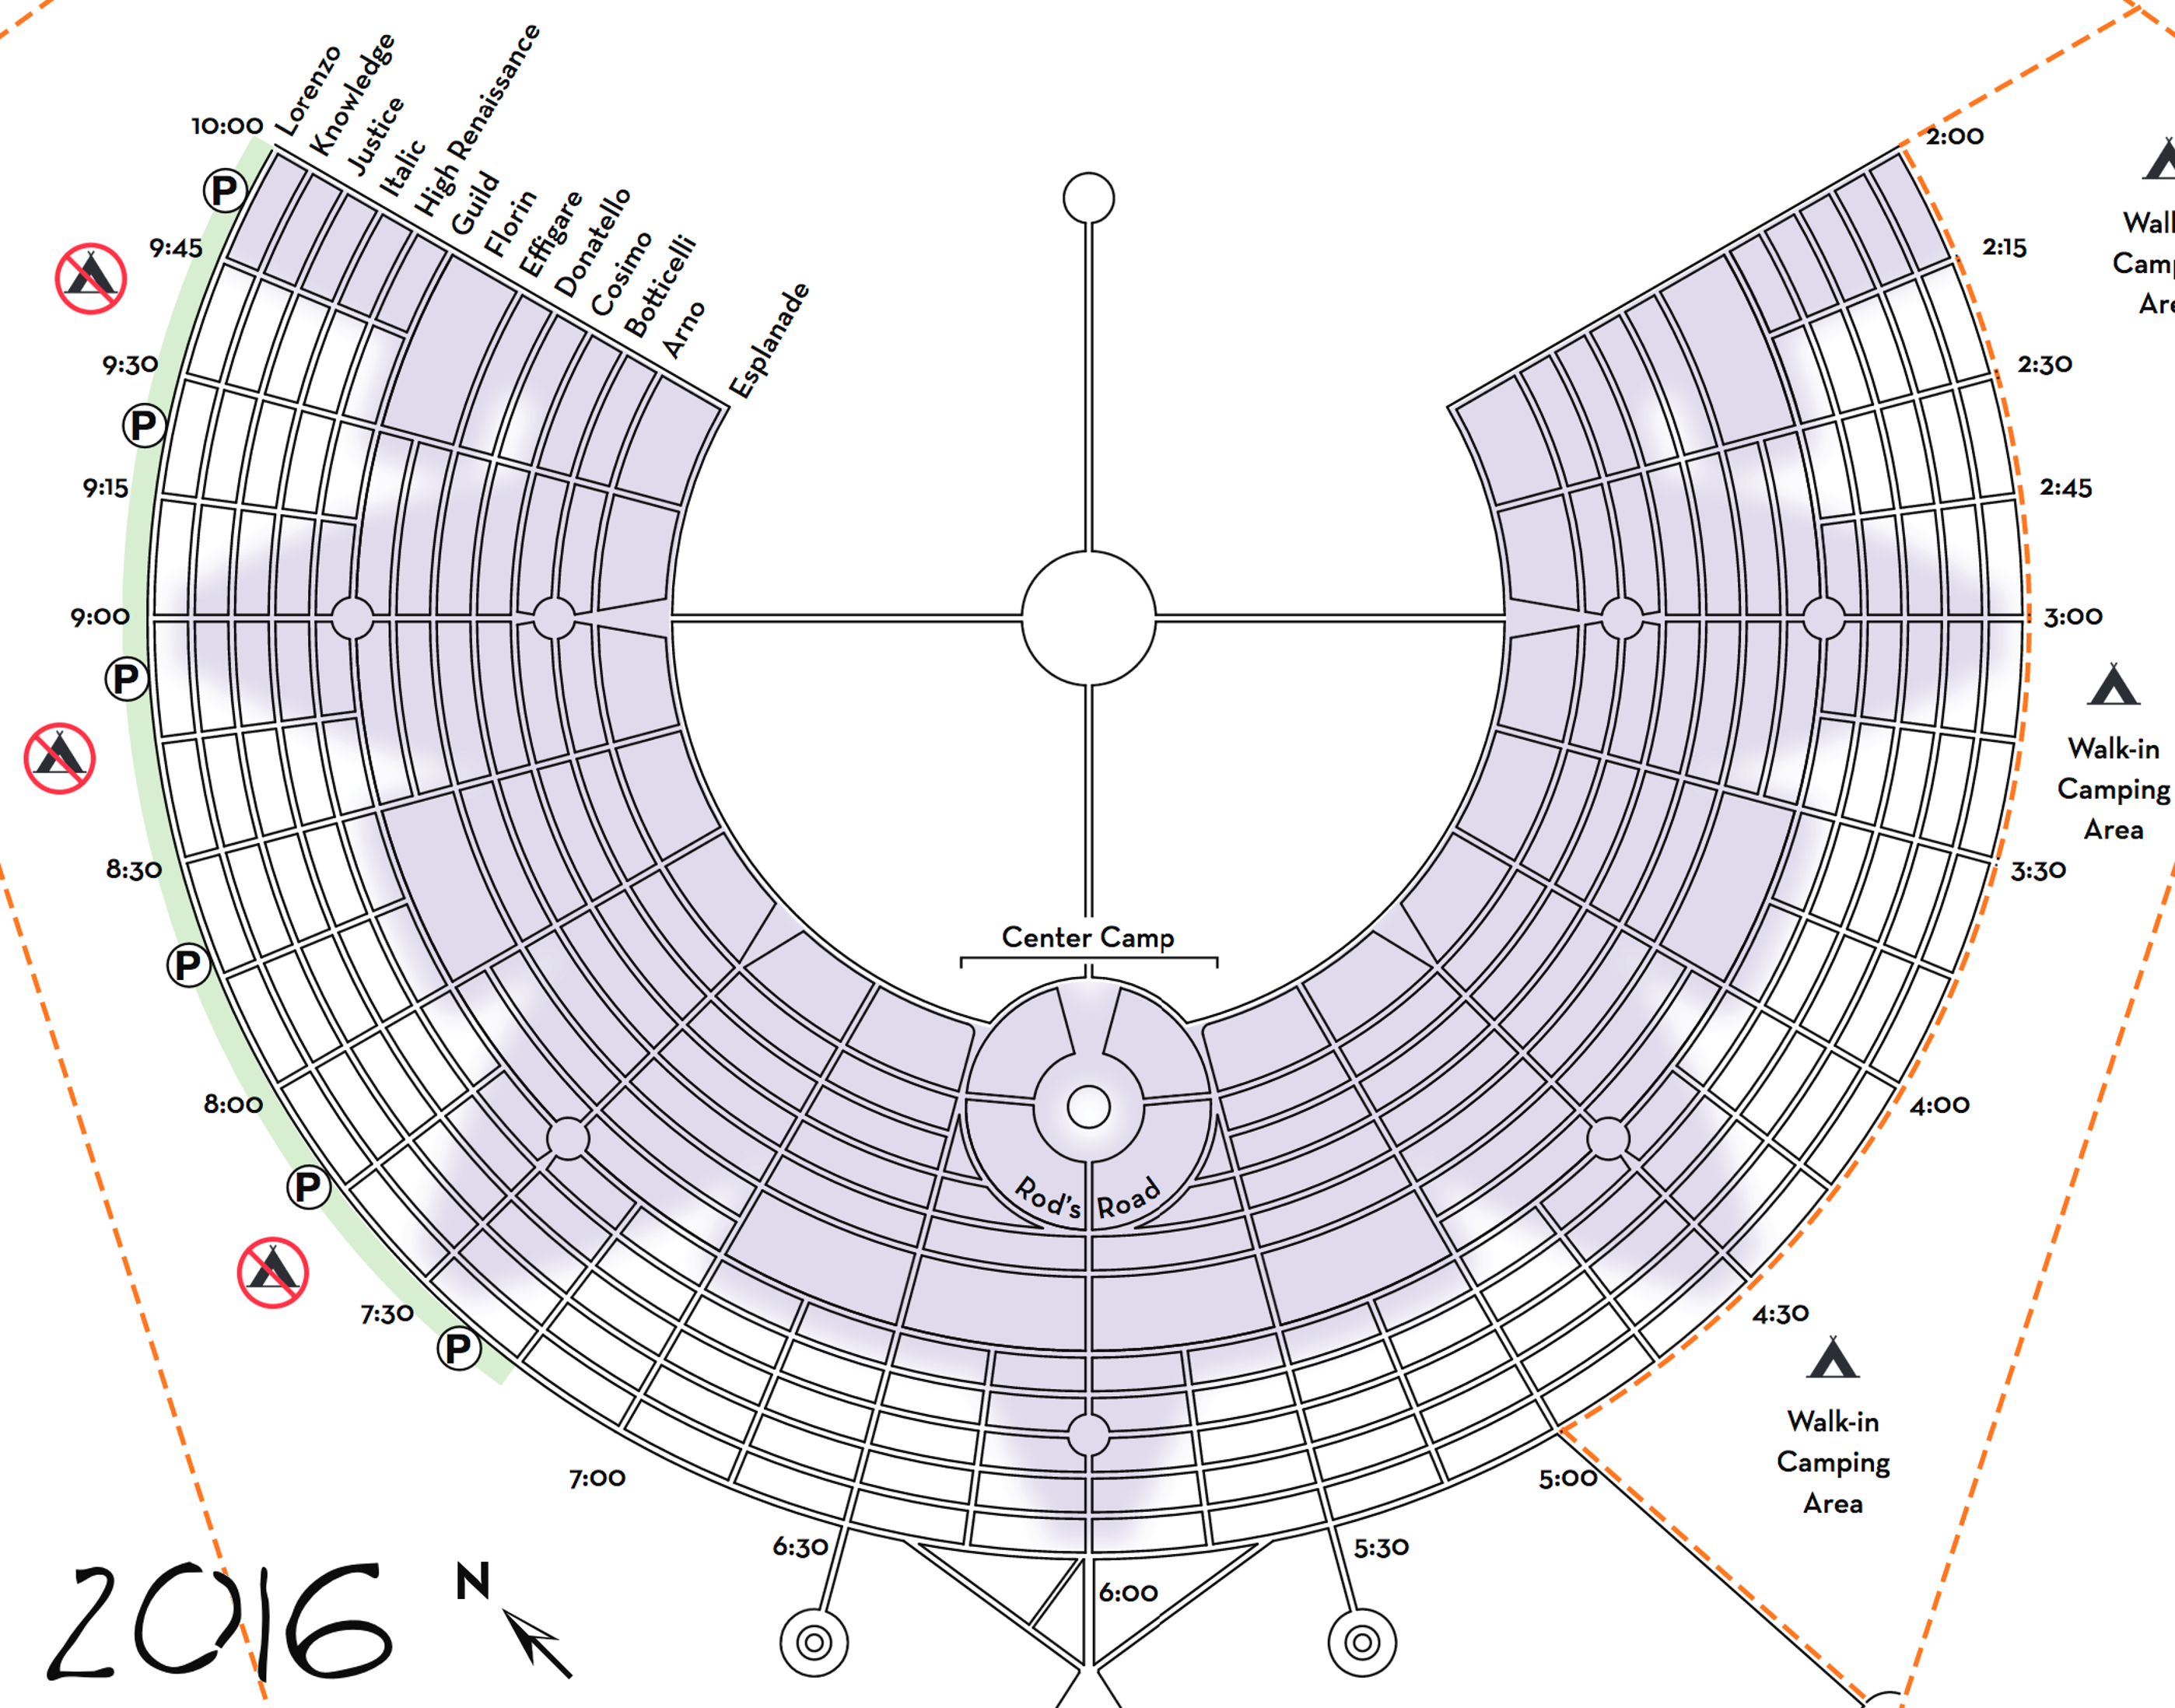 Lorenzo
Knowledge
Justice
Italic
High Renaissance
Guild
Florin
Effigare
Donatello
Cosimo
Botticelli
Arno
Esplanade
10:00
P
9:45
9:30
P
9:15
9:00
P
8:30
P
8:00
P
7:30
P
7:00
6:30
6:00
5:30
5:00
4:30
4:00
3:30
3:00
2:45
2:30
2:15
2:00
Center Camp
Rod's Road
Walk-in
Camping
Area
Walk-in
Camping
Area
2016
N